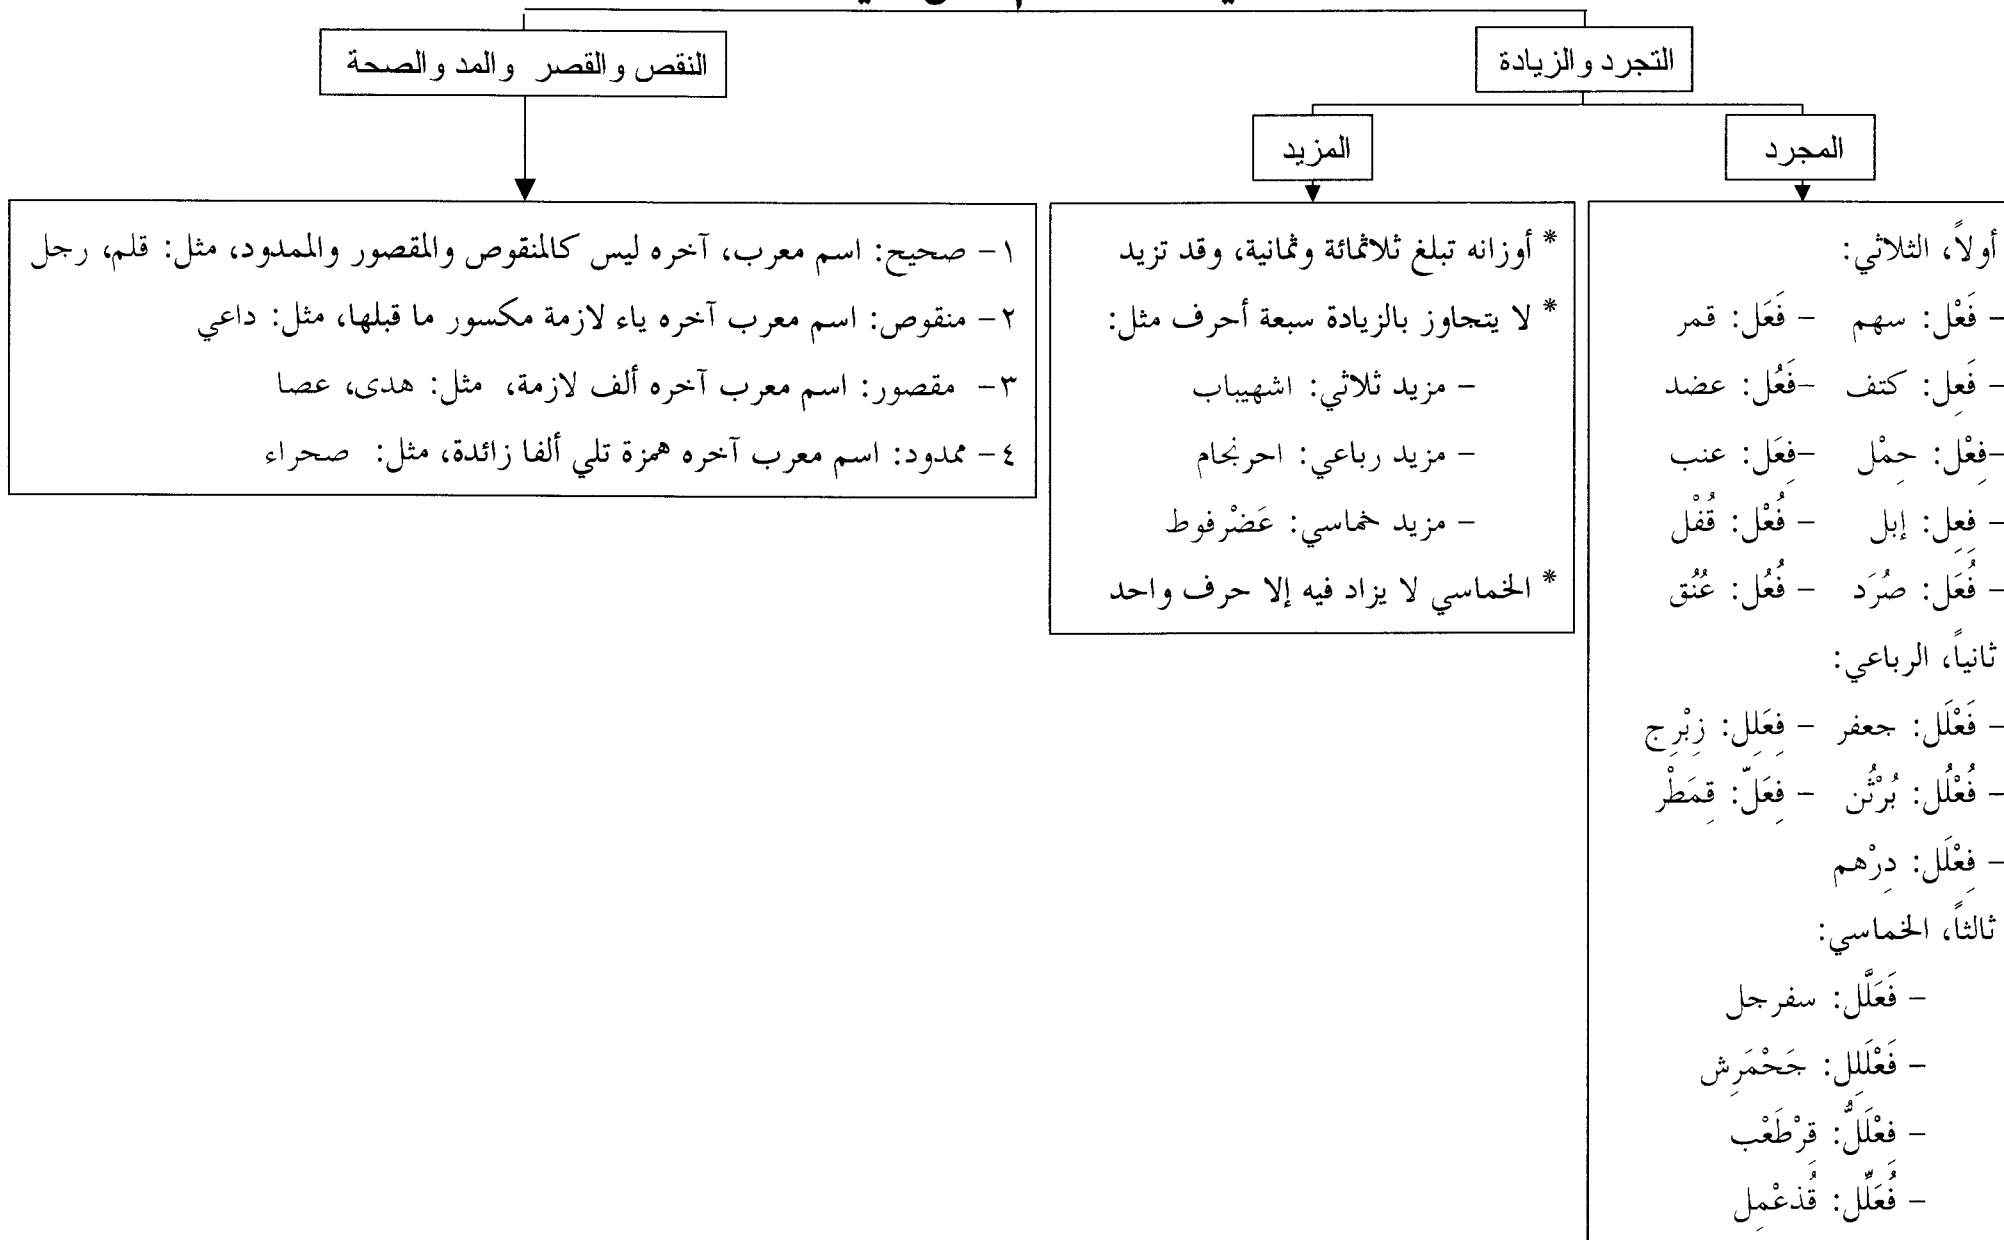 التجرد والزيادة
النقص والقصر والمد والصحة
المجرد
المزيد
أولاً، الثلاثي:
– فَعْل: سهم – فَعَل: قمر
– فَعِل: كتف –فَعُل: عضد
–فِعْل: حِمْل –فِعَل: عنب
– فِعِل: إبل – فُعْل: قُفْل
– فُعَل: صُرَد – فُعُل: عُنُق
ثانياً، الرباعي:
– فَعْلَل: جعفر – فِعَلِل: زِبْرِج
– فُعْلُل: بُرْثُن – فِعَلّ: قِمَطْر
– فِعْلَل: دِرْهم
ثالثاً، الخماسي:
– فَعَلَّل: سفرجل
– فَعْلَلِل: جَحْمَرِش
– فِعْلَلُّ: قِرْطَعْب
– فُعَلِّل: قُذعْمِل
* أوزانه تبلغ ثلاثمائة وثمانية، وقد تزيد
* لا يتجاوز بالزيادة سبعة أحرف مثل:
– مزيد ثلاثي: اشهيباب
– مزيد رباعي: احرنجام
– مزيد خماسي: عَضْرفوط
* الخماسي لا يزاد فيه إلا حرف واحد
١– صحيح: اسم معرب، آخره ليس كالمنقوص والمقصور والممدود، مثل: قلم، رجل
٢– منقوص: اسم معرب آخره ياء لازمة مكسور ما قبلها، مثل: داعي
٣– مقصور: اسم معرب آخره ألف لازمة، مثل: هدى، عصا
٤– ممدود: اسم معرب آخره همزة تلي ألفا زائدة، مثل: صحراء